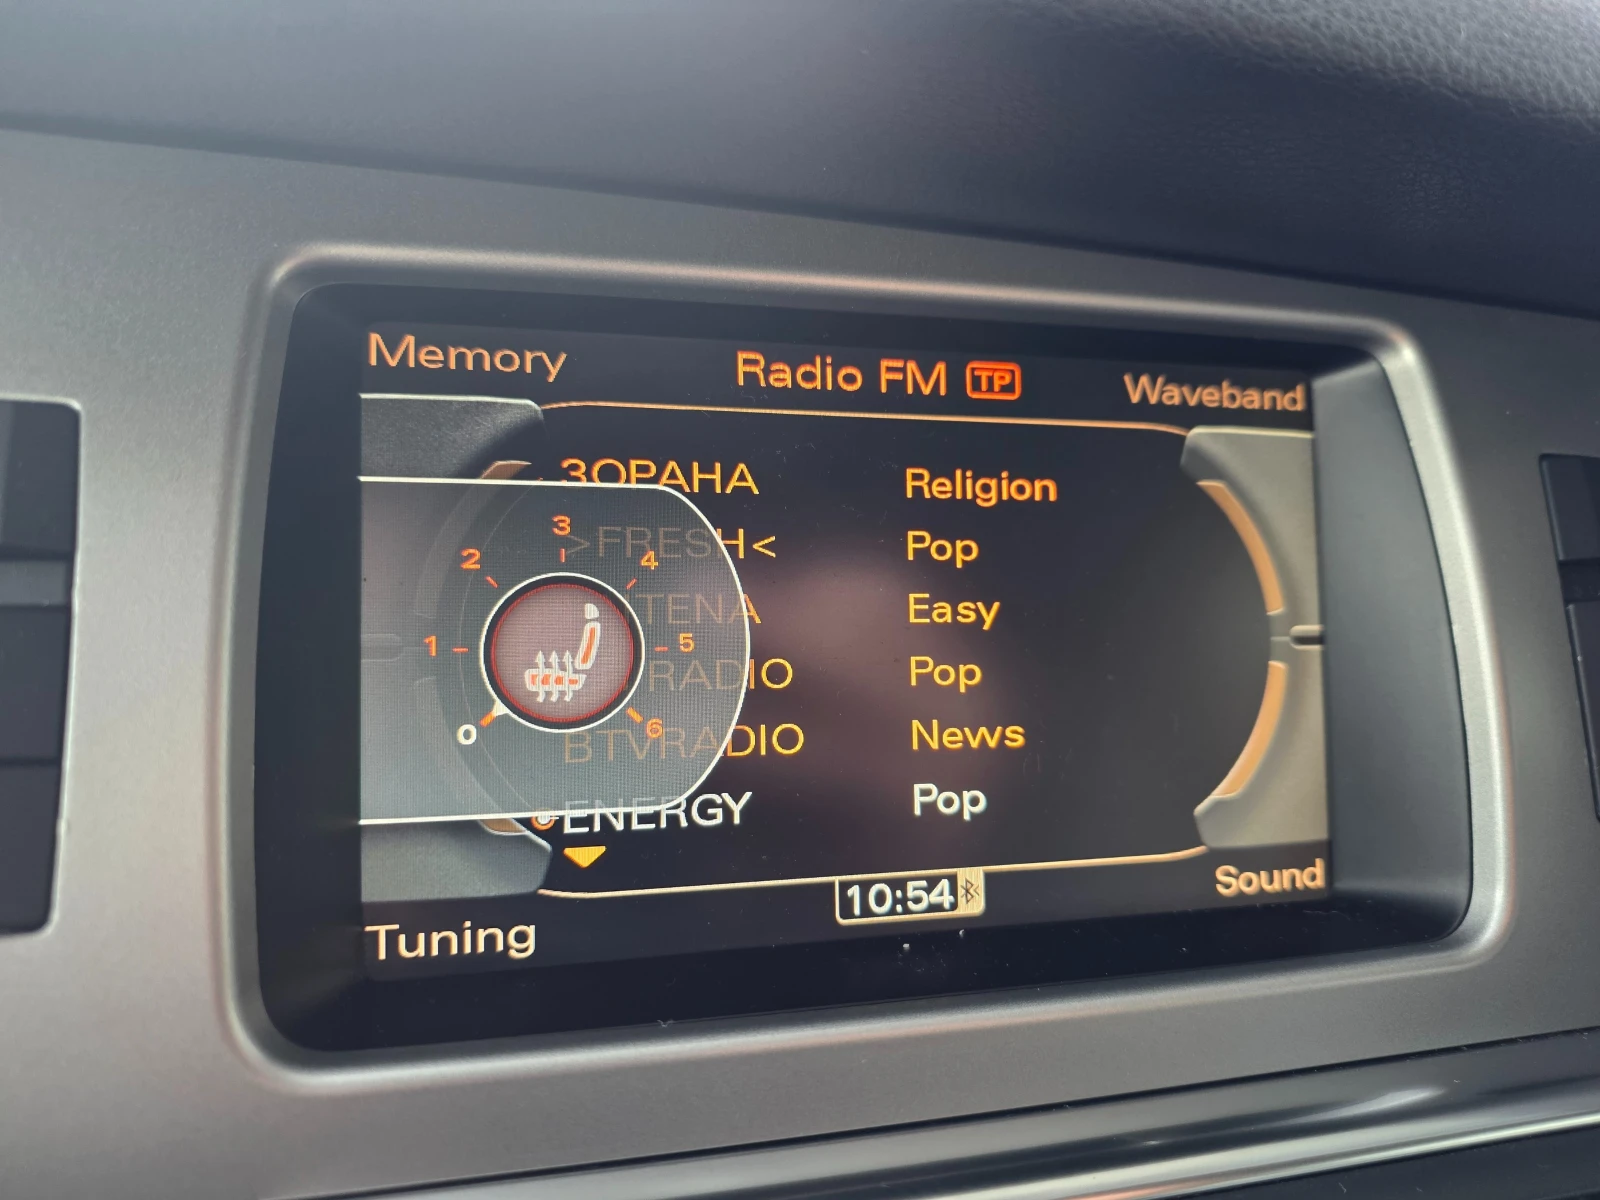 Memory
Radio FM TP
Waveband
ЗОРАНА Religion
>FRESH< Pop
TENA Easy
RADIO Pop
BTVRADIO News
ENERGY Pop
0 1 2 3 4 5 6
10:54
Tuning
Sound